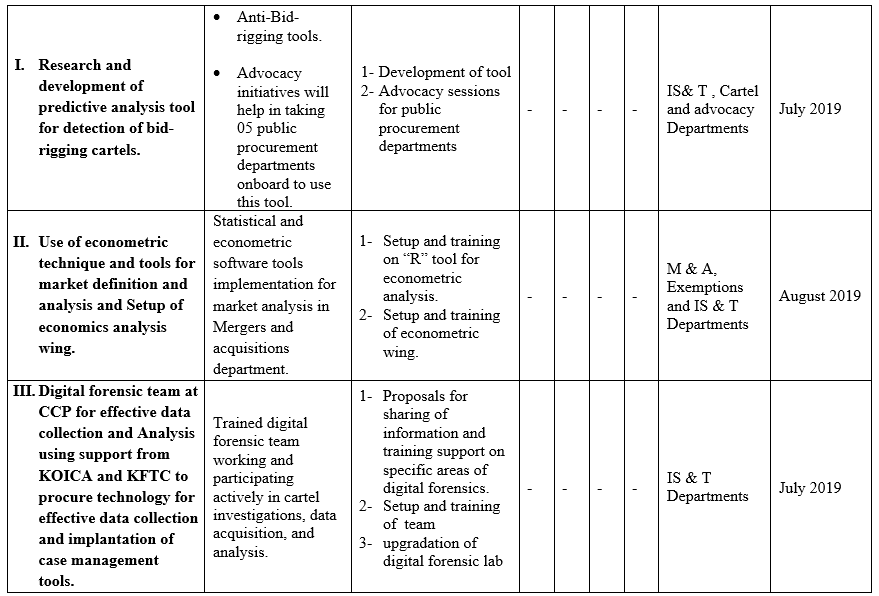 I. Research and
development of
predictive analysis tool
for detection of bid-
rigging cartels.
• Anti-Bid-
rigging tools.
• Advocacy
initiatives will
help in taking
05 public
procurement
departments
onboard to use
this tool.
1- Development of tool
2- Advocacy sessions
for public
procurement
departments
-
-
-
-
IS& T , Cartel
and advocacy
Departments
July 2019
II. Use of econometric
technique and tools for
market definition and
analysis and Setup of
economics analysis
wing.
Statistical and
econometric
software tools
implementation for
market analysis in
Mergers and
acquisitions
department.
1- Setup and training
on “R” tool for
econometric
analysis.
2- Setup and training
of econometric
wing.
-
-
-
-
M & A,
Exemptions
and IS & T
Departments
August 2019
III. Digital forensic team at
CCP for effective data
collection and Analysis
using support from
KOICA and KFTC to
procure technology for
effective data collection
and implantation of
case management
tools.
Trained digital
forensic team
working and
participating
actively in cartel
investigations, data
acquisition, and
analysis.
1- Proposals for
sharing of
information and
training support on
specific areas of
digital forensics.
2- Setup and training
of team
3- upgradation of
digital forensic lab
-
-
-
-
IS & T
Departments
July 2019